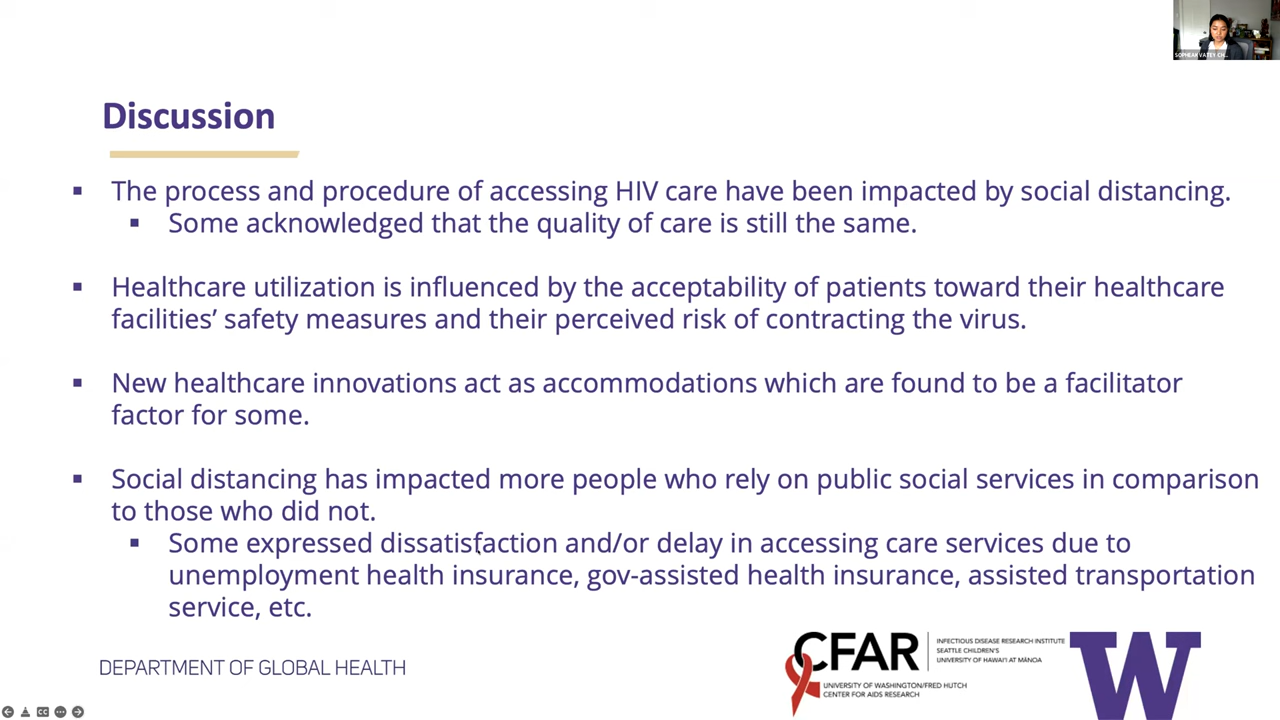 SOPHEAK VATEY CH...
Discussion
▪ The process and procedure of accessing HIV care have been impacted by social distancing.
▪ Some acknowledged that the quality of care is still the same.
▪ Healthcare utilization is influenced by the acceptability of patients toward their healthcare
facilities’ safety measures and their perceived risk of contracting the virus.
▪ New healthcare innovations act as accommodations which are found to be a facilitator
factor for some.
▪ Social distancing has impacted more people who rely on public social services in comparison
to those who did not.
▪ Some expressed dissatisfaction and/or delay in accessing care services due to
unemployment health insurance, gov-assisted health insurance, assisted transportation
service, etc.
DEPARTMENT OF GLOBAL HEALTH
CFAR
UNIVERSITY OF WASHINGTON/FRED HUTCH
CENTER FOR AIDS RESEARCH
INFECTIOUS DISEASE RESEARCH INSTITUTE
SEATTLE CHILDREN'S
UNIVERSITY OF HAWAI'I AT MĀNOA
W
CC